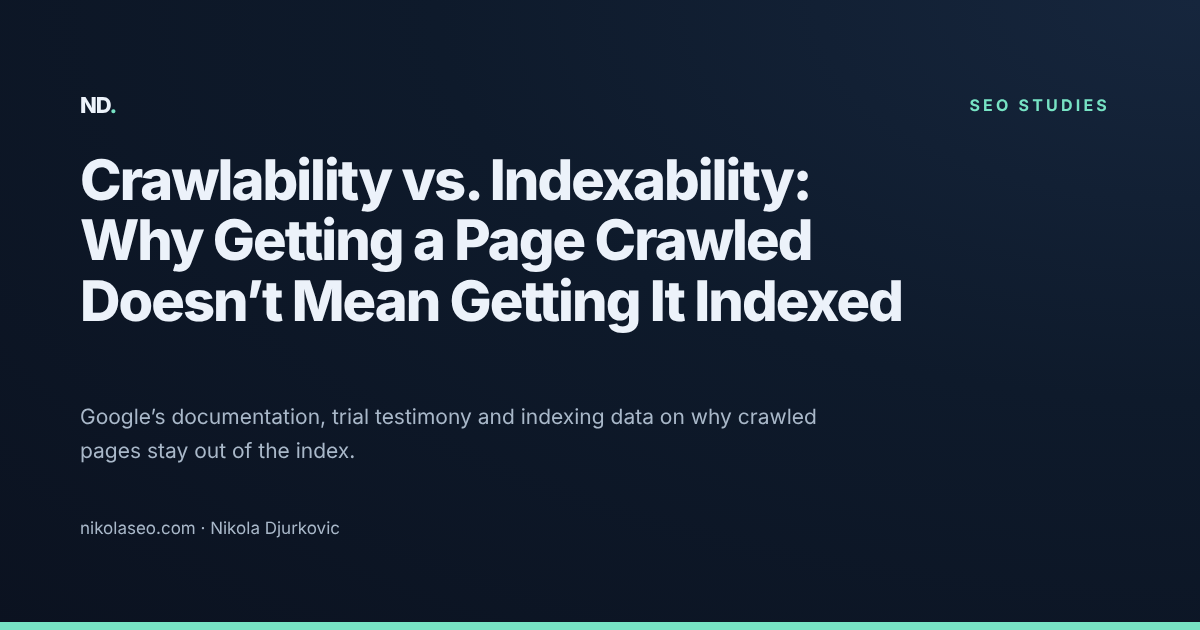 ND.
SEO STUDIES
Crawlability vs. Indexability:
Why Getting a Page Crawled
Doesn’t Mean Getting It Indexed
Google’s documentation, trial testimony and indexing data on why crawled
pages stay out of the index.
nikolaseo.com · Nikola Djurkovic